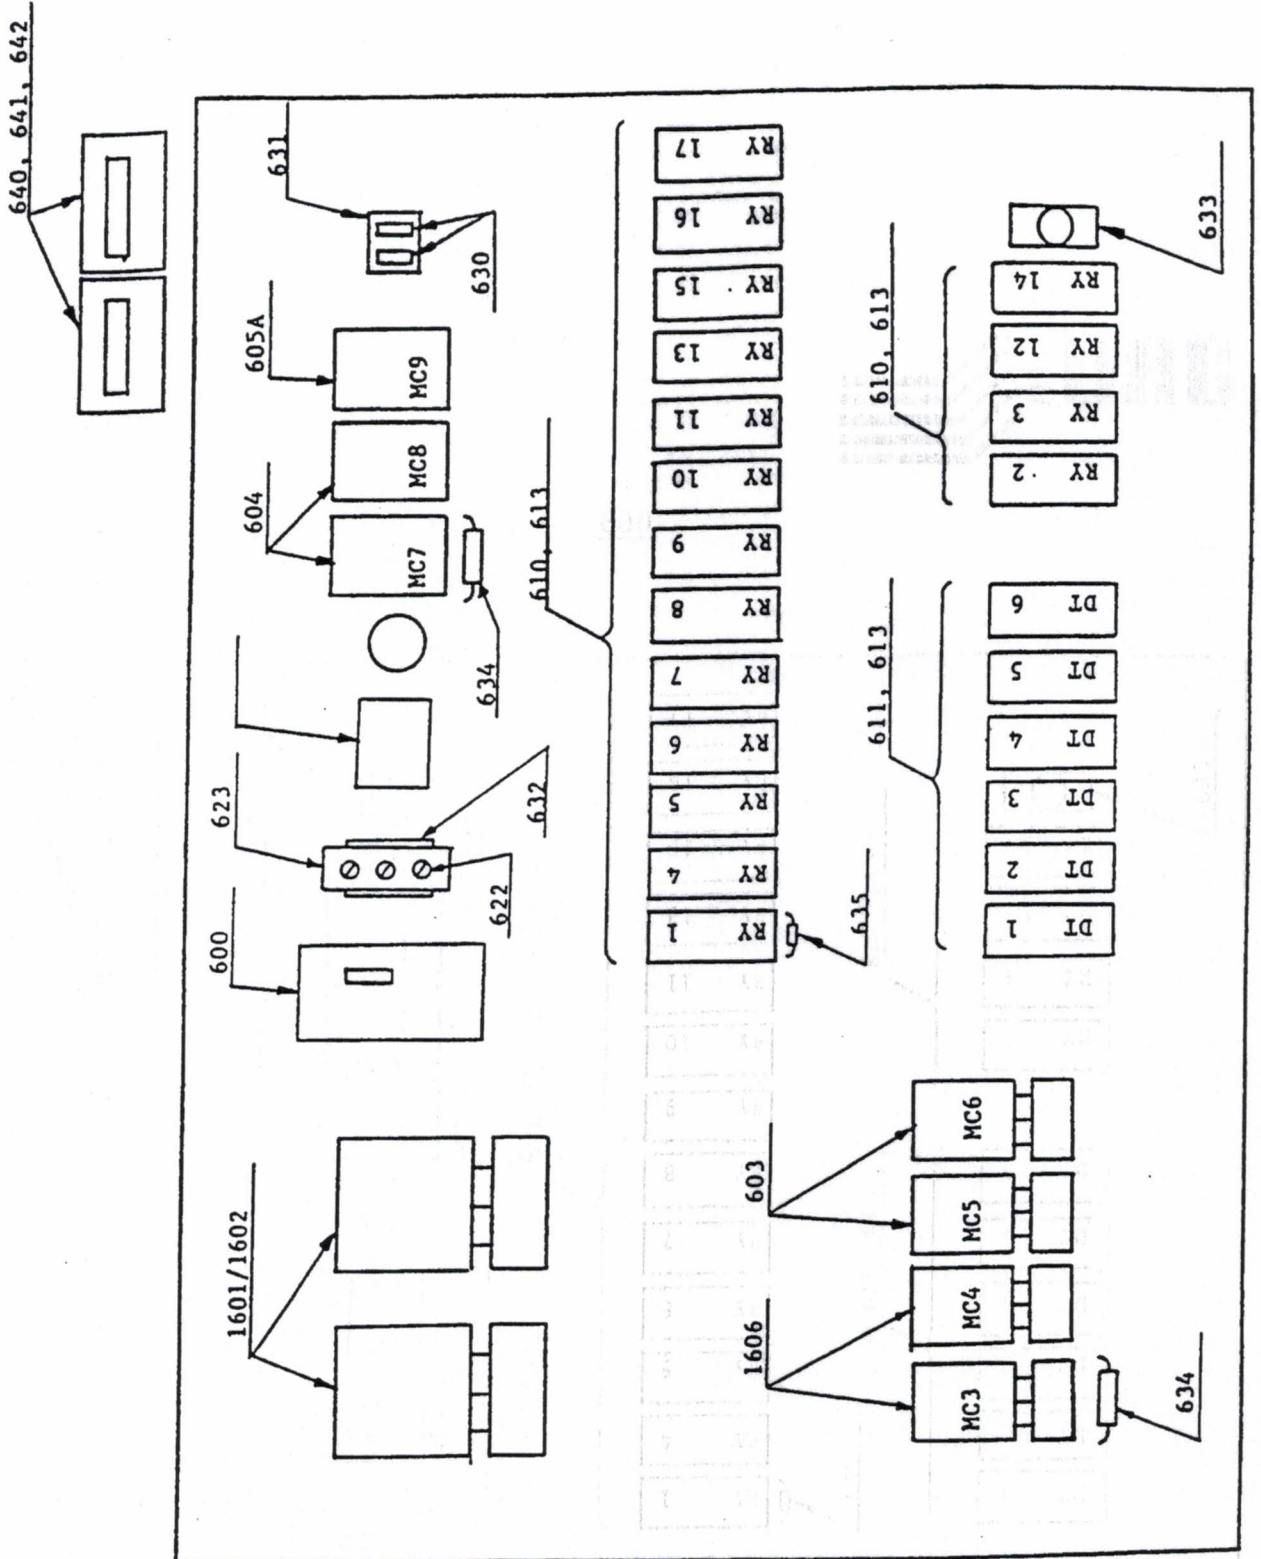 640, 641, 642
631
630
605A
MC9
MC8
604
MC7
634
623
632
622
600
1601/1602
610, 613
RY 17
RY 16
RY 15
RY 13
RY 11
RY 10
RY 9
RY 8
RY 7
RY 6
RY 5
RY 4
RY 1
635
633
610, 613
RY 14
RY 12
RY 3
RY 2
611, 613
DT 6
DT 5
DT 4
DT 3
DT 2
DT 1
603
MC6
MC5
1606
MC4
MC3
634